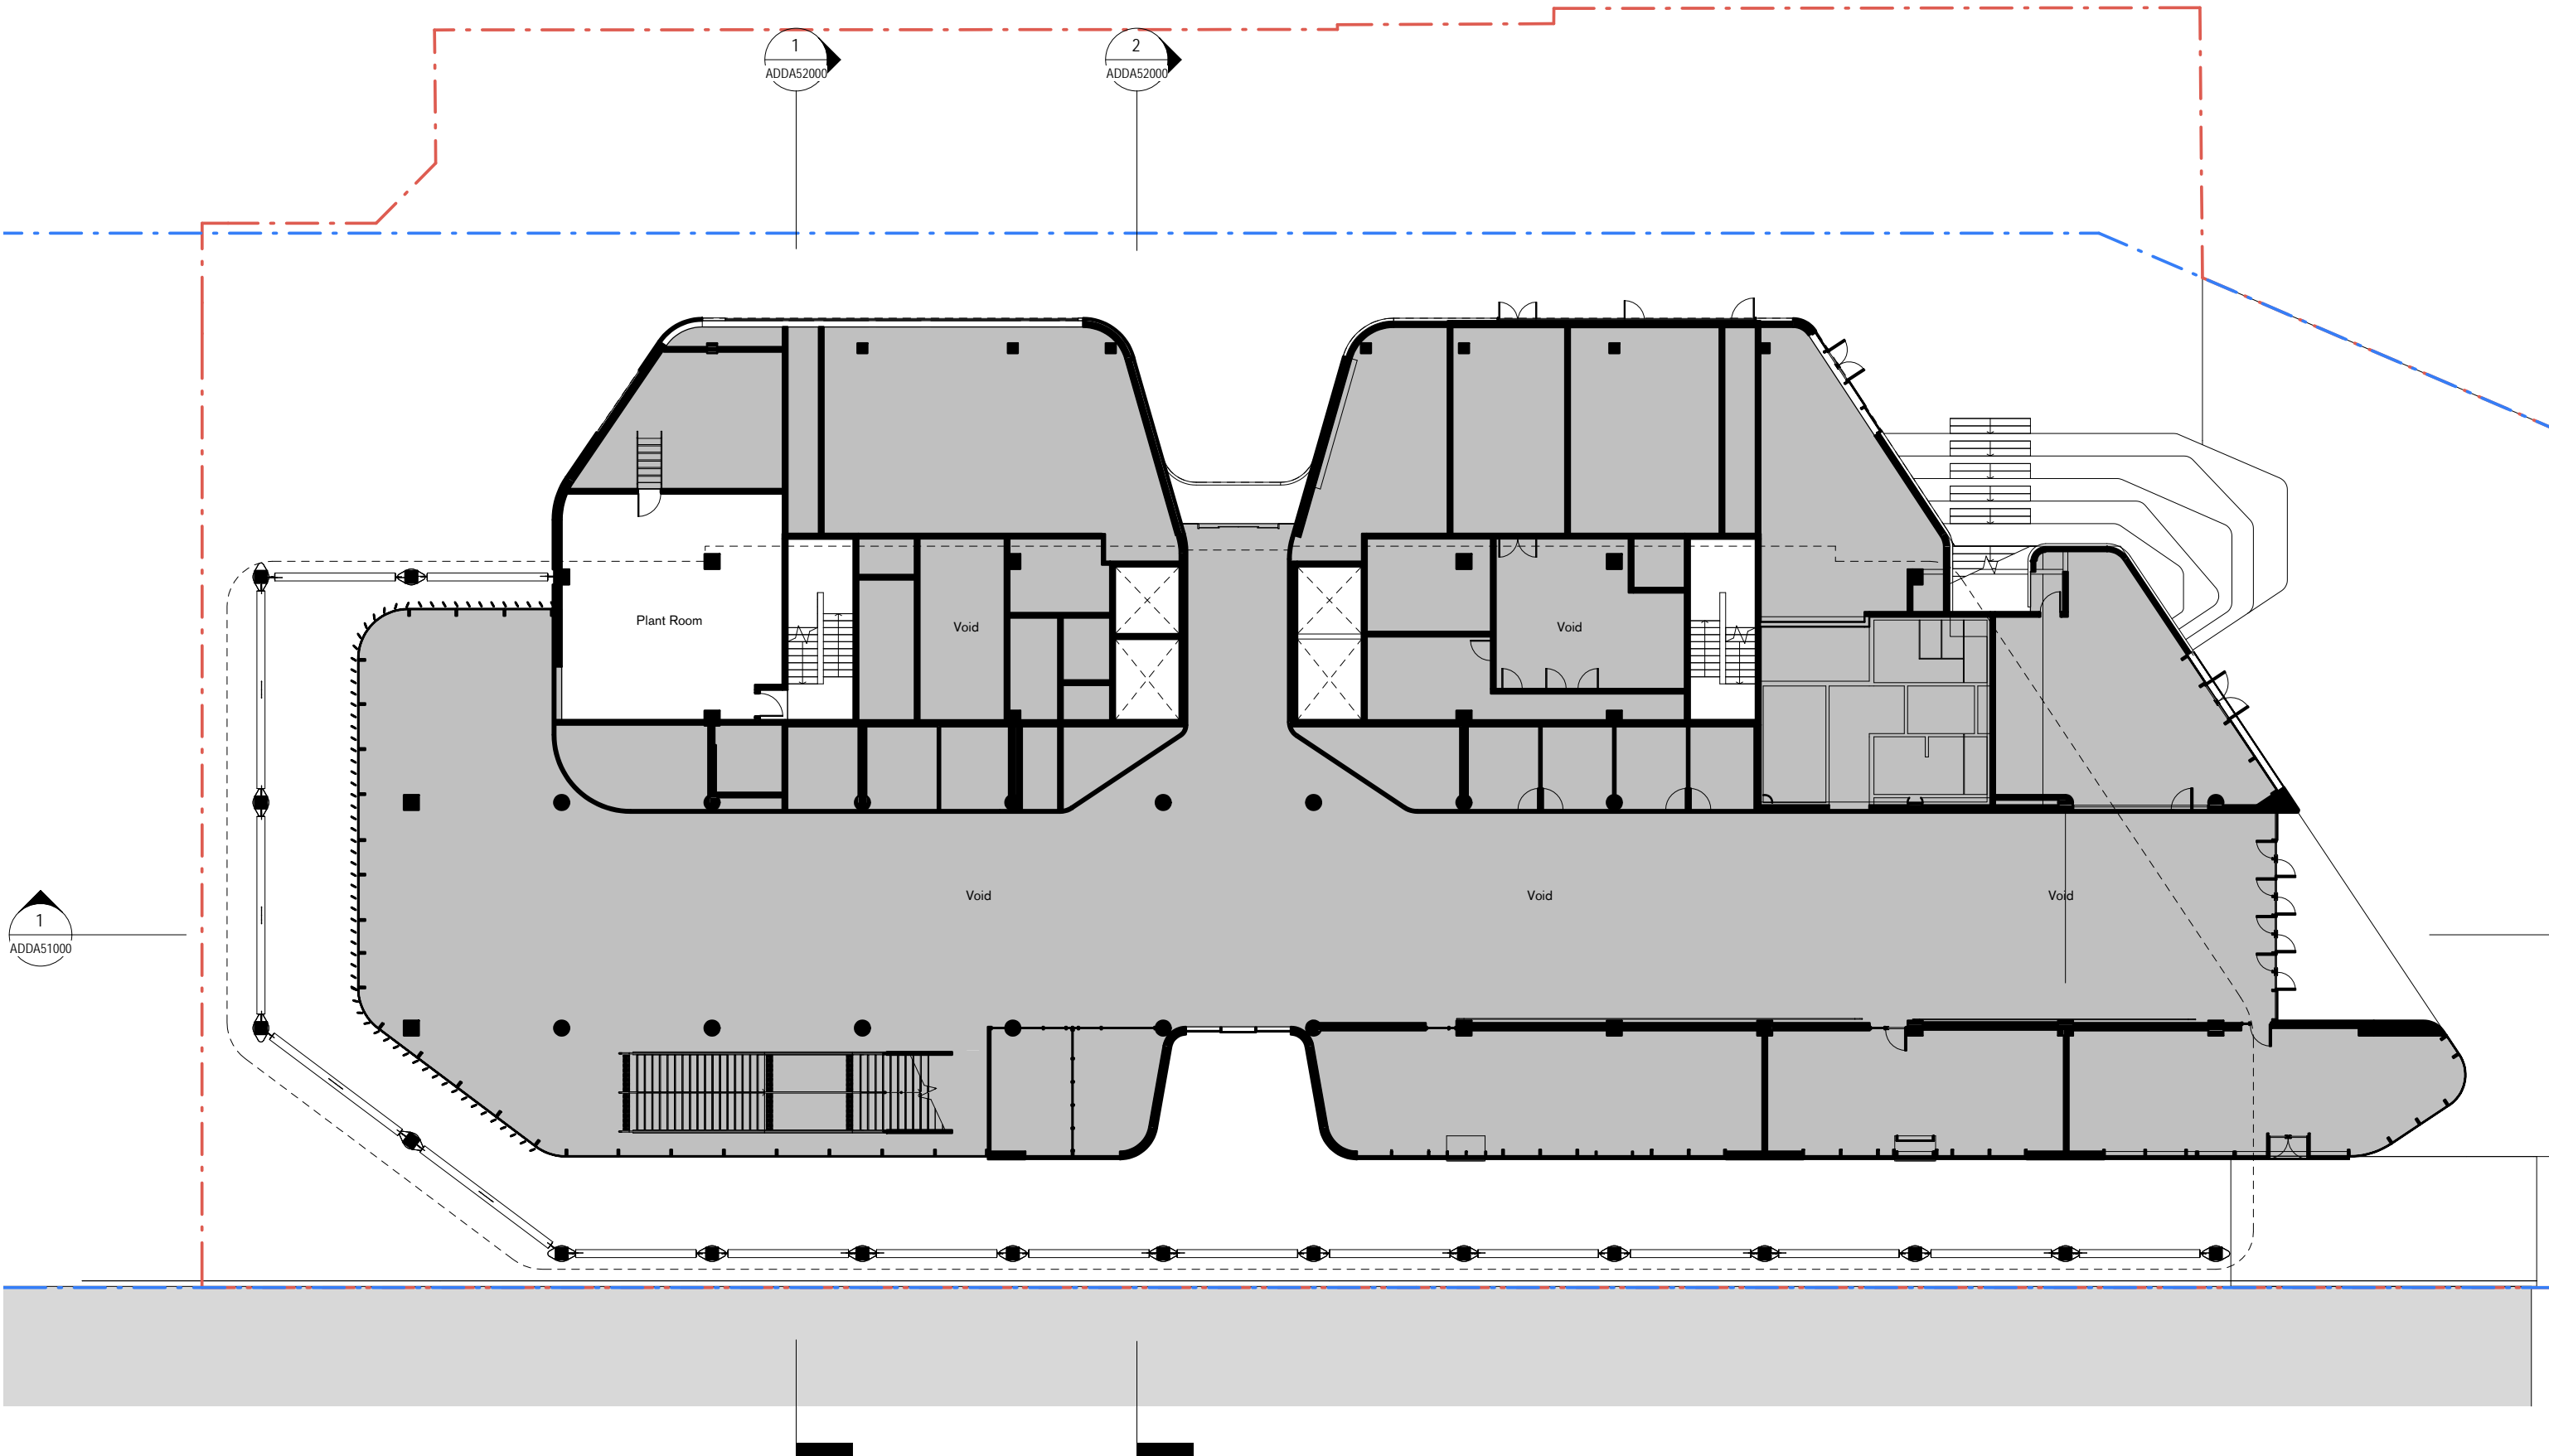 1
ADDA52000
2
ADDA52000
Plant Room
Void
Void
Void
Void
Void
1
ADDA51000